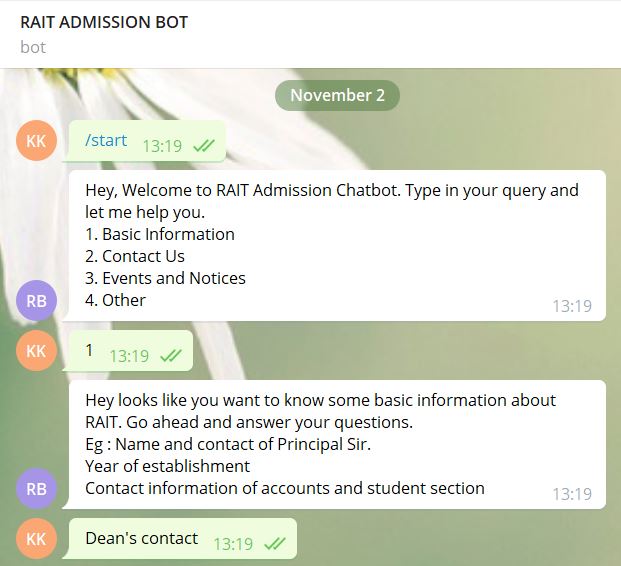 RAIT ADMISSION BOT
bot
November 2
KK
/start 13:19
Hey, Welcome to RAIT Admission Chatbot. Type in your query and
let me help you.
1. Basic Information
2. Contact Us
3. Events and Notices
4. Other
RB
13:19
KK
1 13:19
Hey looks like you want to know some basic information about
RAIT. Go ahead and answer your questions.
Eg : Name and contact of Principal Sir.
Year of establishment
Contact information of accounts and student section
RB
13:19
KK
Dean's contact 13:19